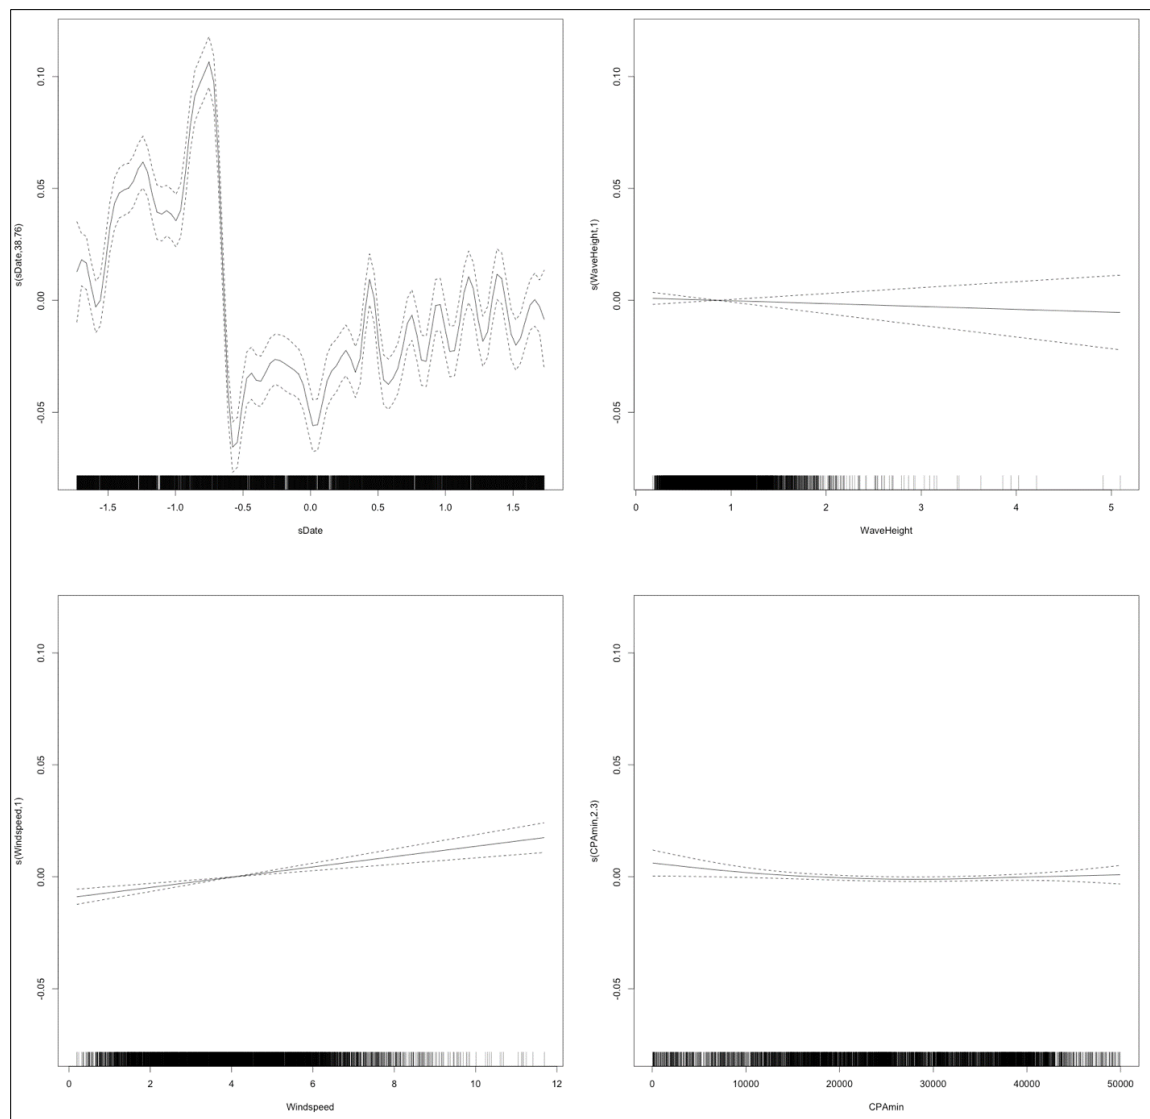 s(sDate,38.76)
0.10
0.05
0.00
-0.05
-1.5 -1.0 -0.5 0.0 0.5 1.0 1.5
sDate
s(WaveHeight,1)
0.10
0.05
0.00
-0.05
0 1 2 3 4 5
WaveHeight
s(Windspeed,1)
0.10
0.05
0.00
-0.05
0 2 4 6 8 10 12
Windspeed
s(CPAmin,2.3)
0.10
0.05
0.00
-0.05
0 10000 20000 30000 40000 50000
CPAmin